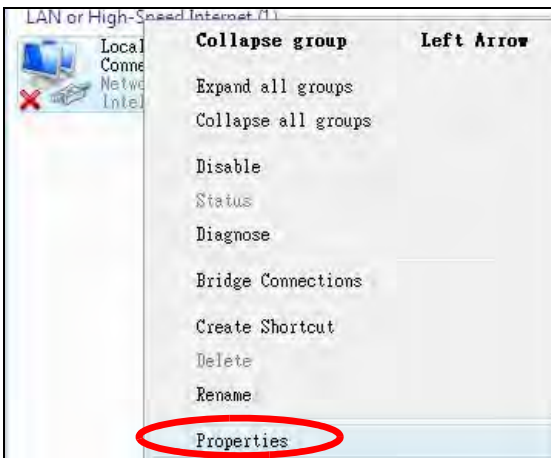 LAN or High-Speed Internet (1)
Local
Conne
Netwo
Intel
Collapse group Left Arrow
Expand all groups
Collapse all groups
Disable
Status
Diagnose
Bridge Connections
Create Shortcut
Delete
Rename
Properties